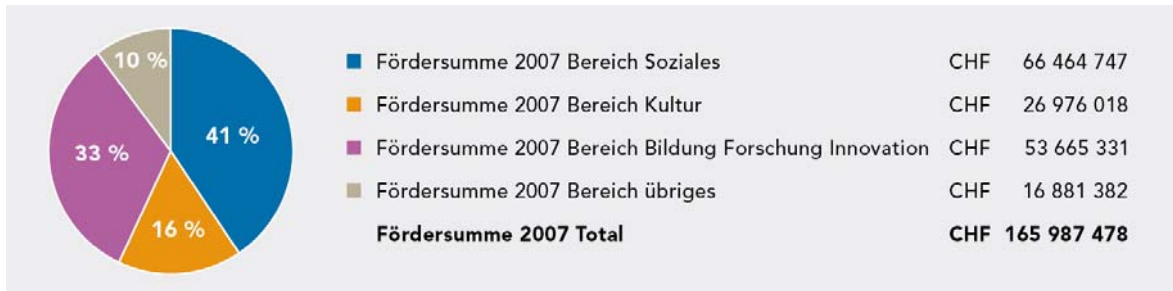 10 %
41 %
33 %
16 %
Fördersumme 2007 Bereich Soziales CHF 66 464 747
Fördersumme 2007 Bereich Kultur CHF 26 976 018
Fördersumme 2007 Bereich Bildung Forschung Innovation CHF 53 665 331
Fördersumme 2007 Bereich übriges CHF 16 881 382
Fördersumme 2007 Total CHF 165 987 478